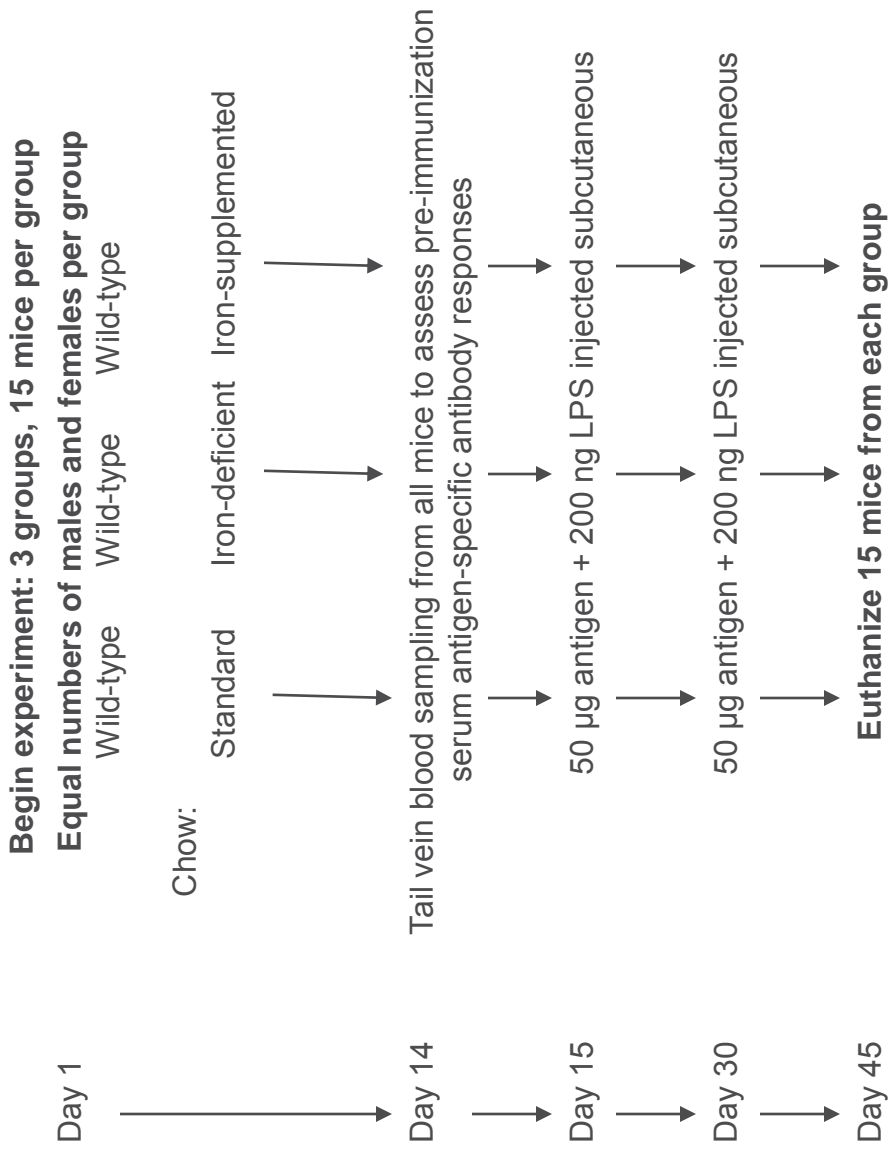 Begin experiment: 3 groups, 15 mice per group
Day 1
Equal numbers of males and females per group
Wild-type Wild-type Wild-type
Chow:
Standard Iron-deficient Iron-supplemented
Day 14
Tail vein blood sampling from all mice to assess pre-immunization
serum antigen-specific antibody responses
Day 15
50 µg antigen + 200 ng LPS injected subcutaneous
Day 30
50 µg antigen + 200 ng LPS injected subcutaneous
Day 45
Euthanize 15 mice from each group